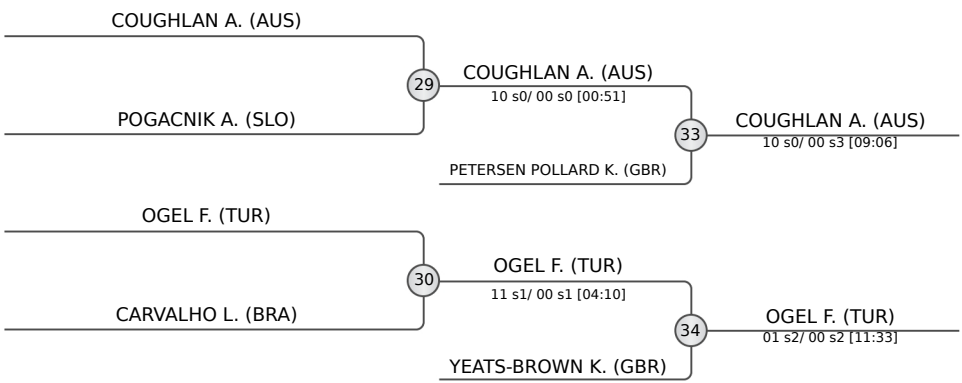 COUGHLAN A. (AUS)
29
POGACNIK A. (SLO)
COUGHLAN A. (AUS)
10 s0/ 00 s0 [00:51]
33
PETERSEN POLLARD K. (GBR)
COUGHLAN A. (AUS)
10 s0/ 00 s3 [09:06]
OGEL F. (TUR)
30
CARVALHO L. (BRA)
OGEL F. (TUR)
11 s1/ 00 s1 [04:10]
34
YEATS-BROWN K. (GBR)
OGEL F. (TUR)
01 s2/ 00 s2 [11:33]